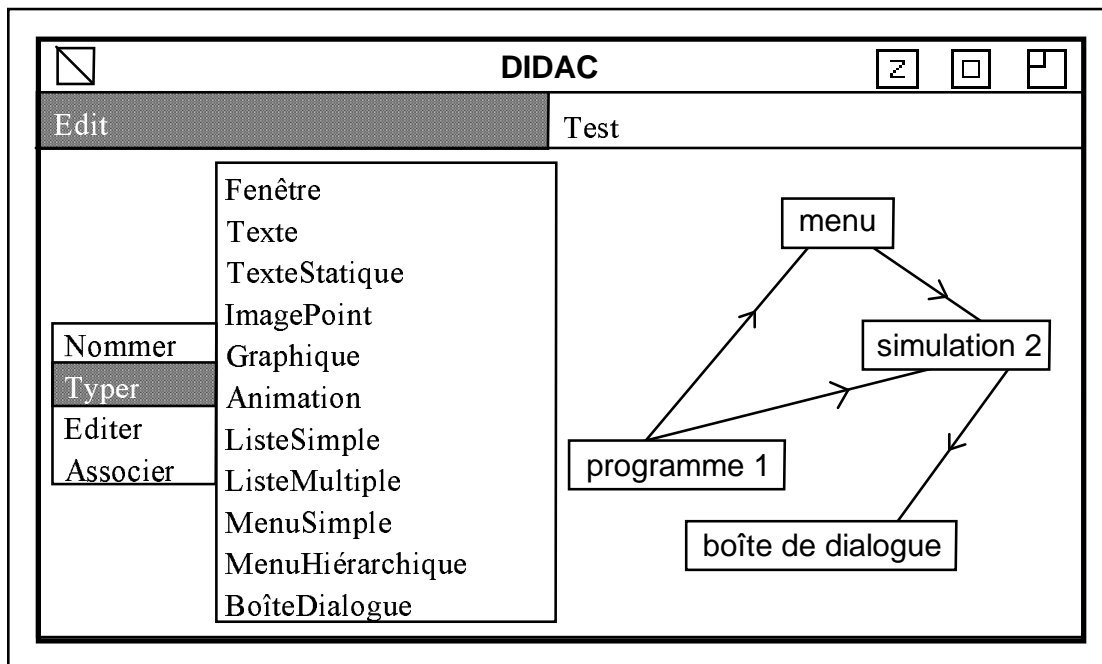 DIDAC
Z
Edit
Test
Nommer
Typer
Editer
Associer
Fenêtre
Texte
TexteStatique
ImagePoint
Graphique
Animation
ListeSimple
ListeMultiple
MenuSimple
MenuHiérarchique
BoîteDialogue
menu
simulation 2
programme 1
boîte de dialogue